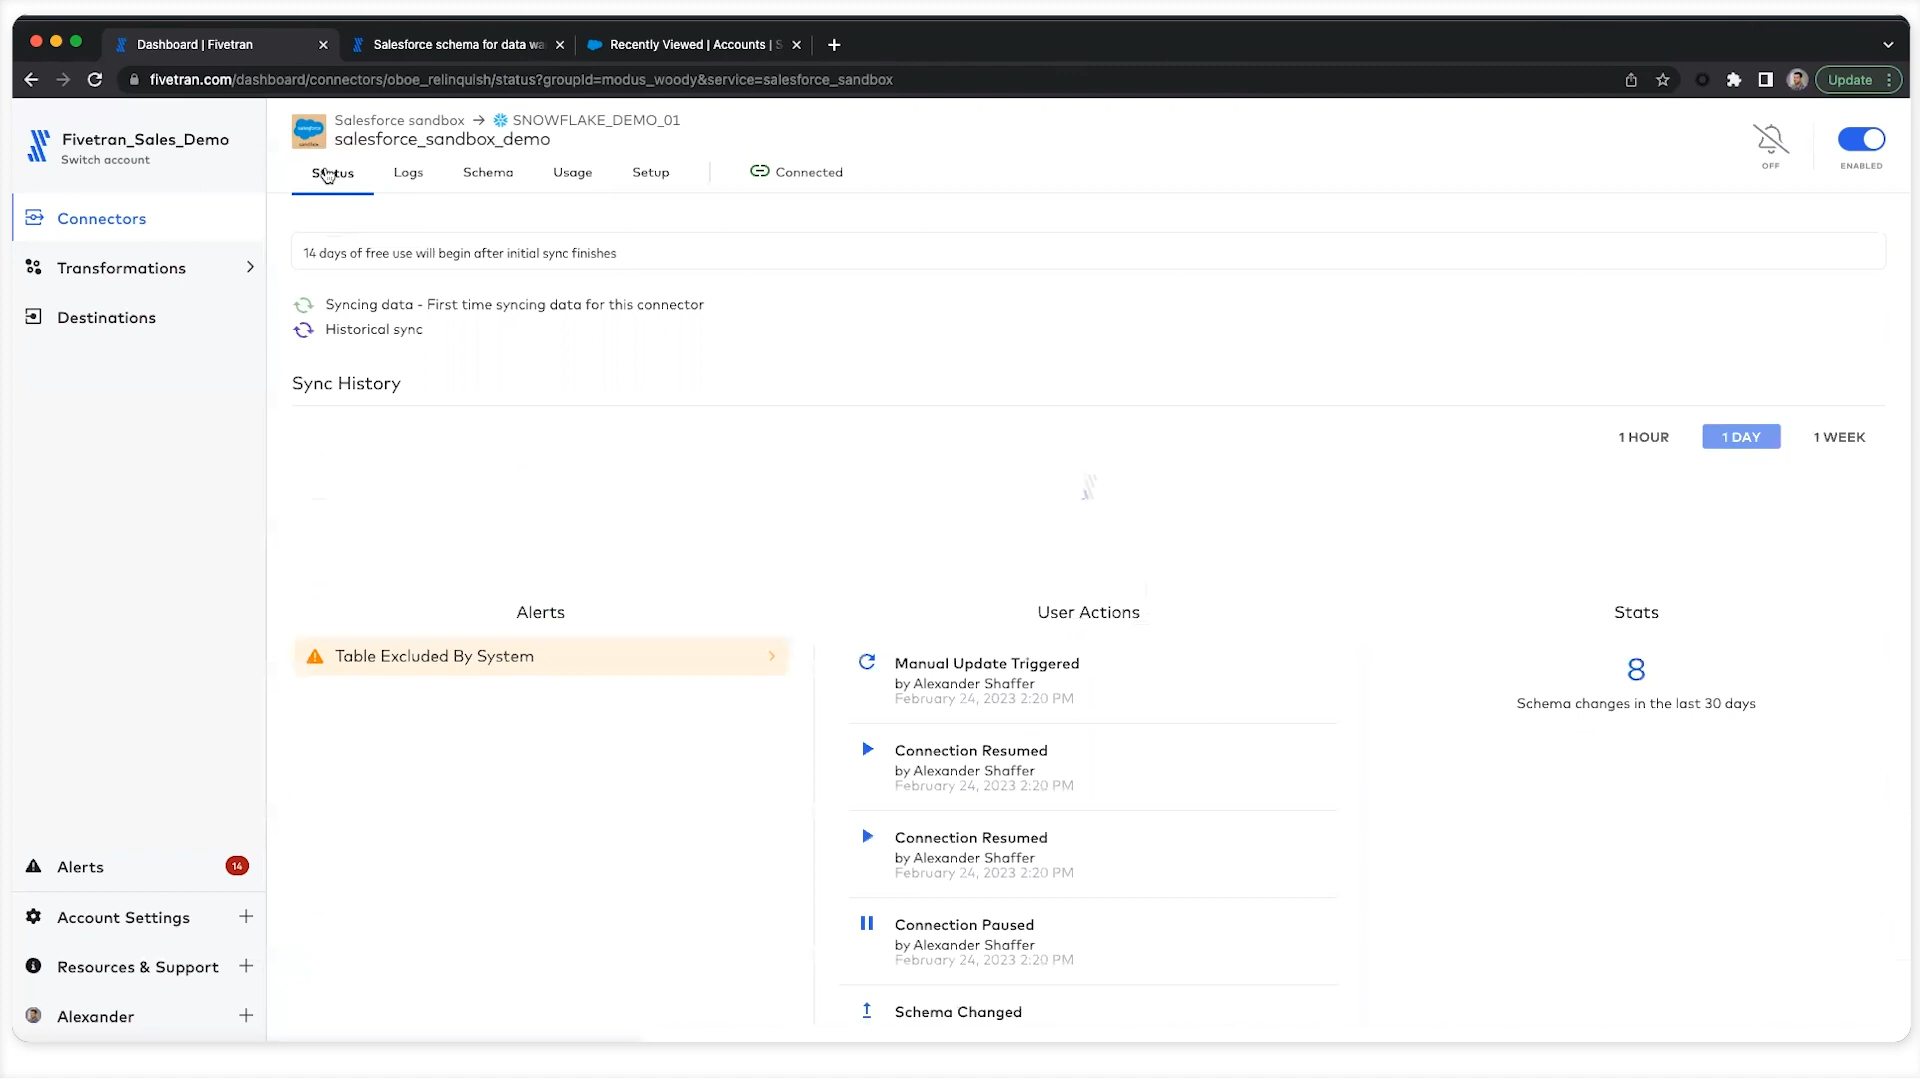 Dashboard | Fivetran
Salesforce schema for data wa
Recently Viewed | Accounts | S
fivetran.com/dashboard/connectors/oboe_relinquish/status?groupId=modus_woody&service=salesforce_sandbox
Update
Fivetran_Sales_Demo
Switch account
Salesforce sandbox → SNOWFLAKE_DEMO_01
salesforce_sandbox_demo
OFF
ENABLED
Status
Logs
Schema
Usage
Setup
Connected
Connectors
Transformations
Destinations
14 days of free use will begin after initial sync finishes
Syncing data - First time syncing data for this connector
Historical sync
Sync History
1 HOUR
1 DAY
1 WEEK
Alerts
Table Excluded By System
User Actions
Manual Update Triggered
by Alexander Shaffer
February 24, 2023 2:20 PM
Connection Resumed
by Alexander Shaffer
February 24, 2023 2:20 PM
Connection Resumed
by Alexander Shaffer
February 24, 2023 2:20 PM
Connection Paused
by Alexander Shaffer
February 24, 2023 2:20 PM
Schema Changed
Stats
8
Schema changes in the last 30 days
Alerts
14
Account Settings
Resources & Support
Alexander